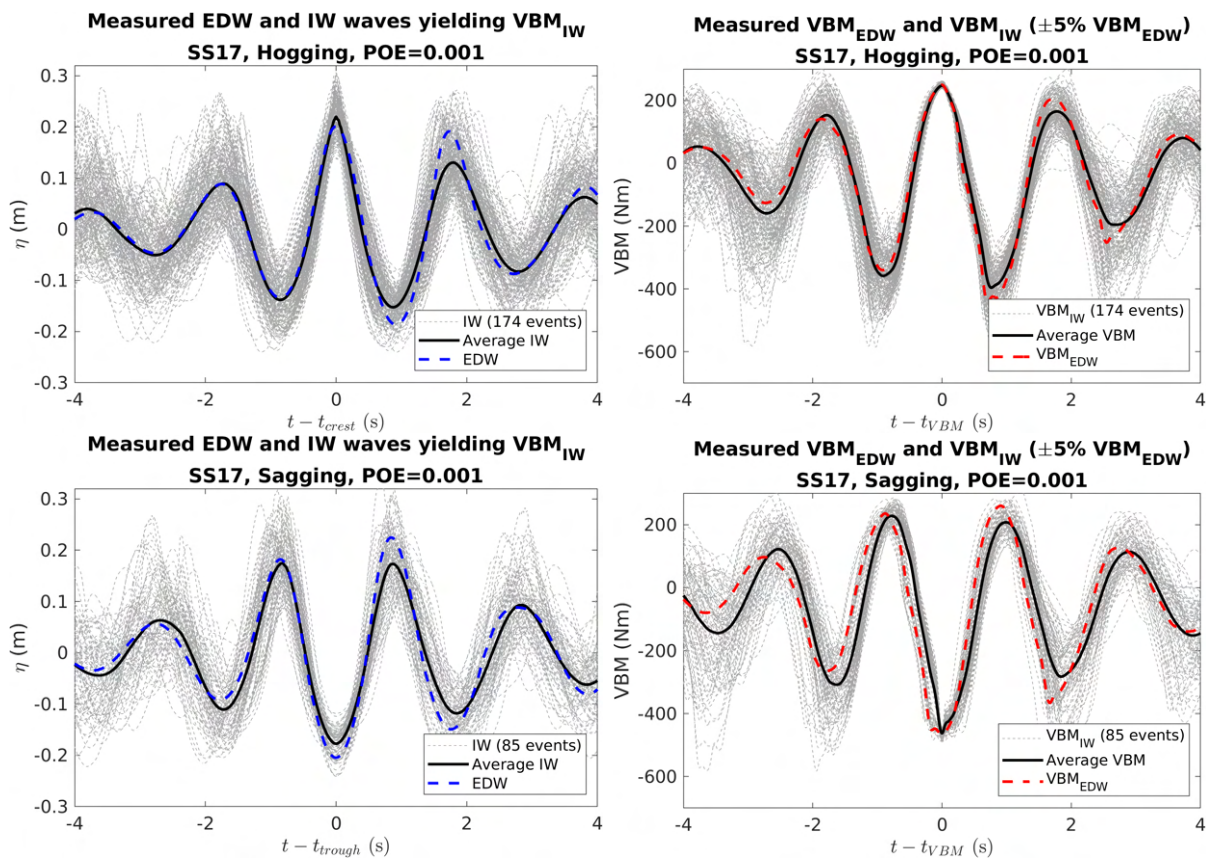 Measured EDW and IW waves yielding VBM_IW
SS17, Hogging, POE=0.001
0.3
0.2
0.1
0
-0.1
-0.2
-0.3
η (m)
IW (174 events)
Average IW
EDW
-4 -2 0 2 4
t − t_crest (s)
Measured VBM_EDW and VBM_IW (±5% VBM_EDW)
SS17, Hogging, POE=0.001
200
0
-200
-400
-600
VBM (Nm)
VBM_IW (174 events)
Average VBM
VBM_EDW
-4 -2 0 2 4
t − t_VBM (s)
Measured EDW and IW waves yielding VBM_IW
SS17, Sagging, POE=0.001
0.3
0.2
0.1
0
-0.1
-0.2
-0.3
η (m)
IW (85 events)
Average IW
EDW
-4 -2 0 2 4
t − t_trough (s)
Measured VBM_EDW and VBM_IW (±5% VBM_EDW)
SS17, Sagging, POE=0.001
200
0
-200
-400
-600
VBM (Nm)
VBM_IW (85 events)
Average VBM
VBM_EDW
-4 -2 0 2 4
t − t_VBM (s)